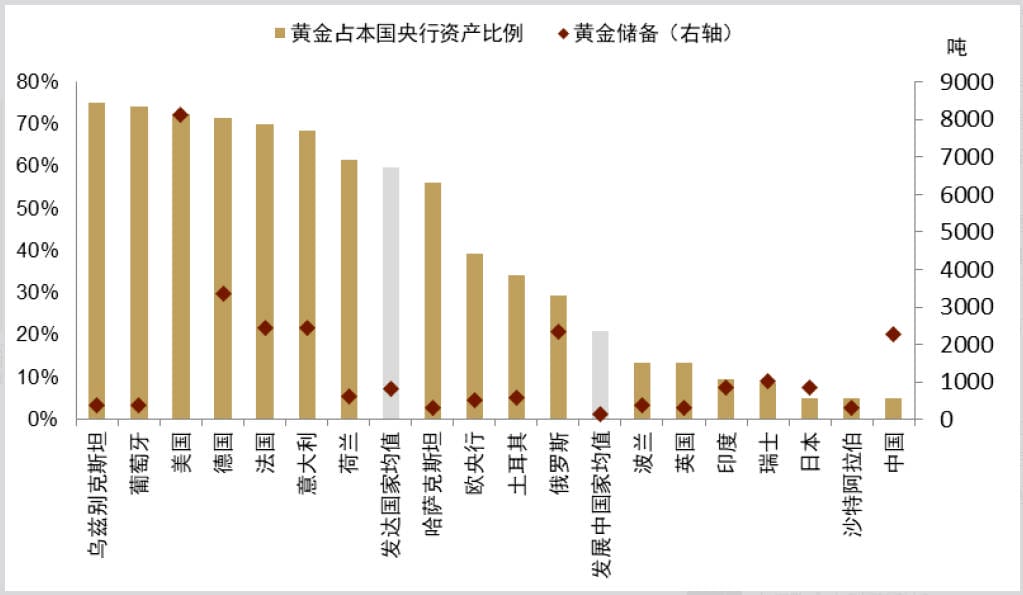 黄金占本国央行资产比例 黄金储备（右轴）
吨
80%
70%
60%
50%
40%
30%
20%
10%
0%
9000
8000
7000
6000
5000
4000
3000
2000
1000
0
乌兹别克斯坦
葡萄牙
美国
德国
法国
意大利
荷兰
发达国家均值
哈萨克斯坦
欧央行
土耳其
俄罗斯
发展中国家均值
波兰
英国
印度
瑞士
日本
沙特阿拉伯
中国